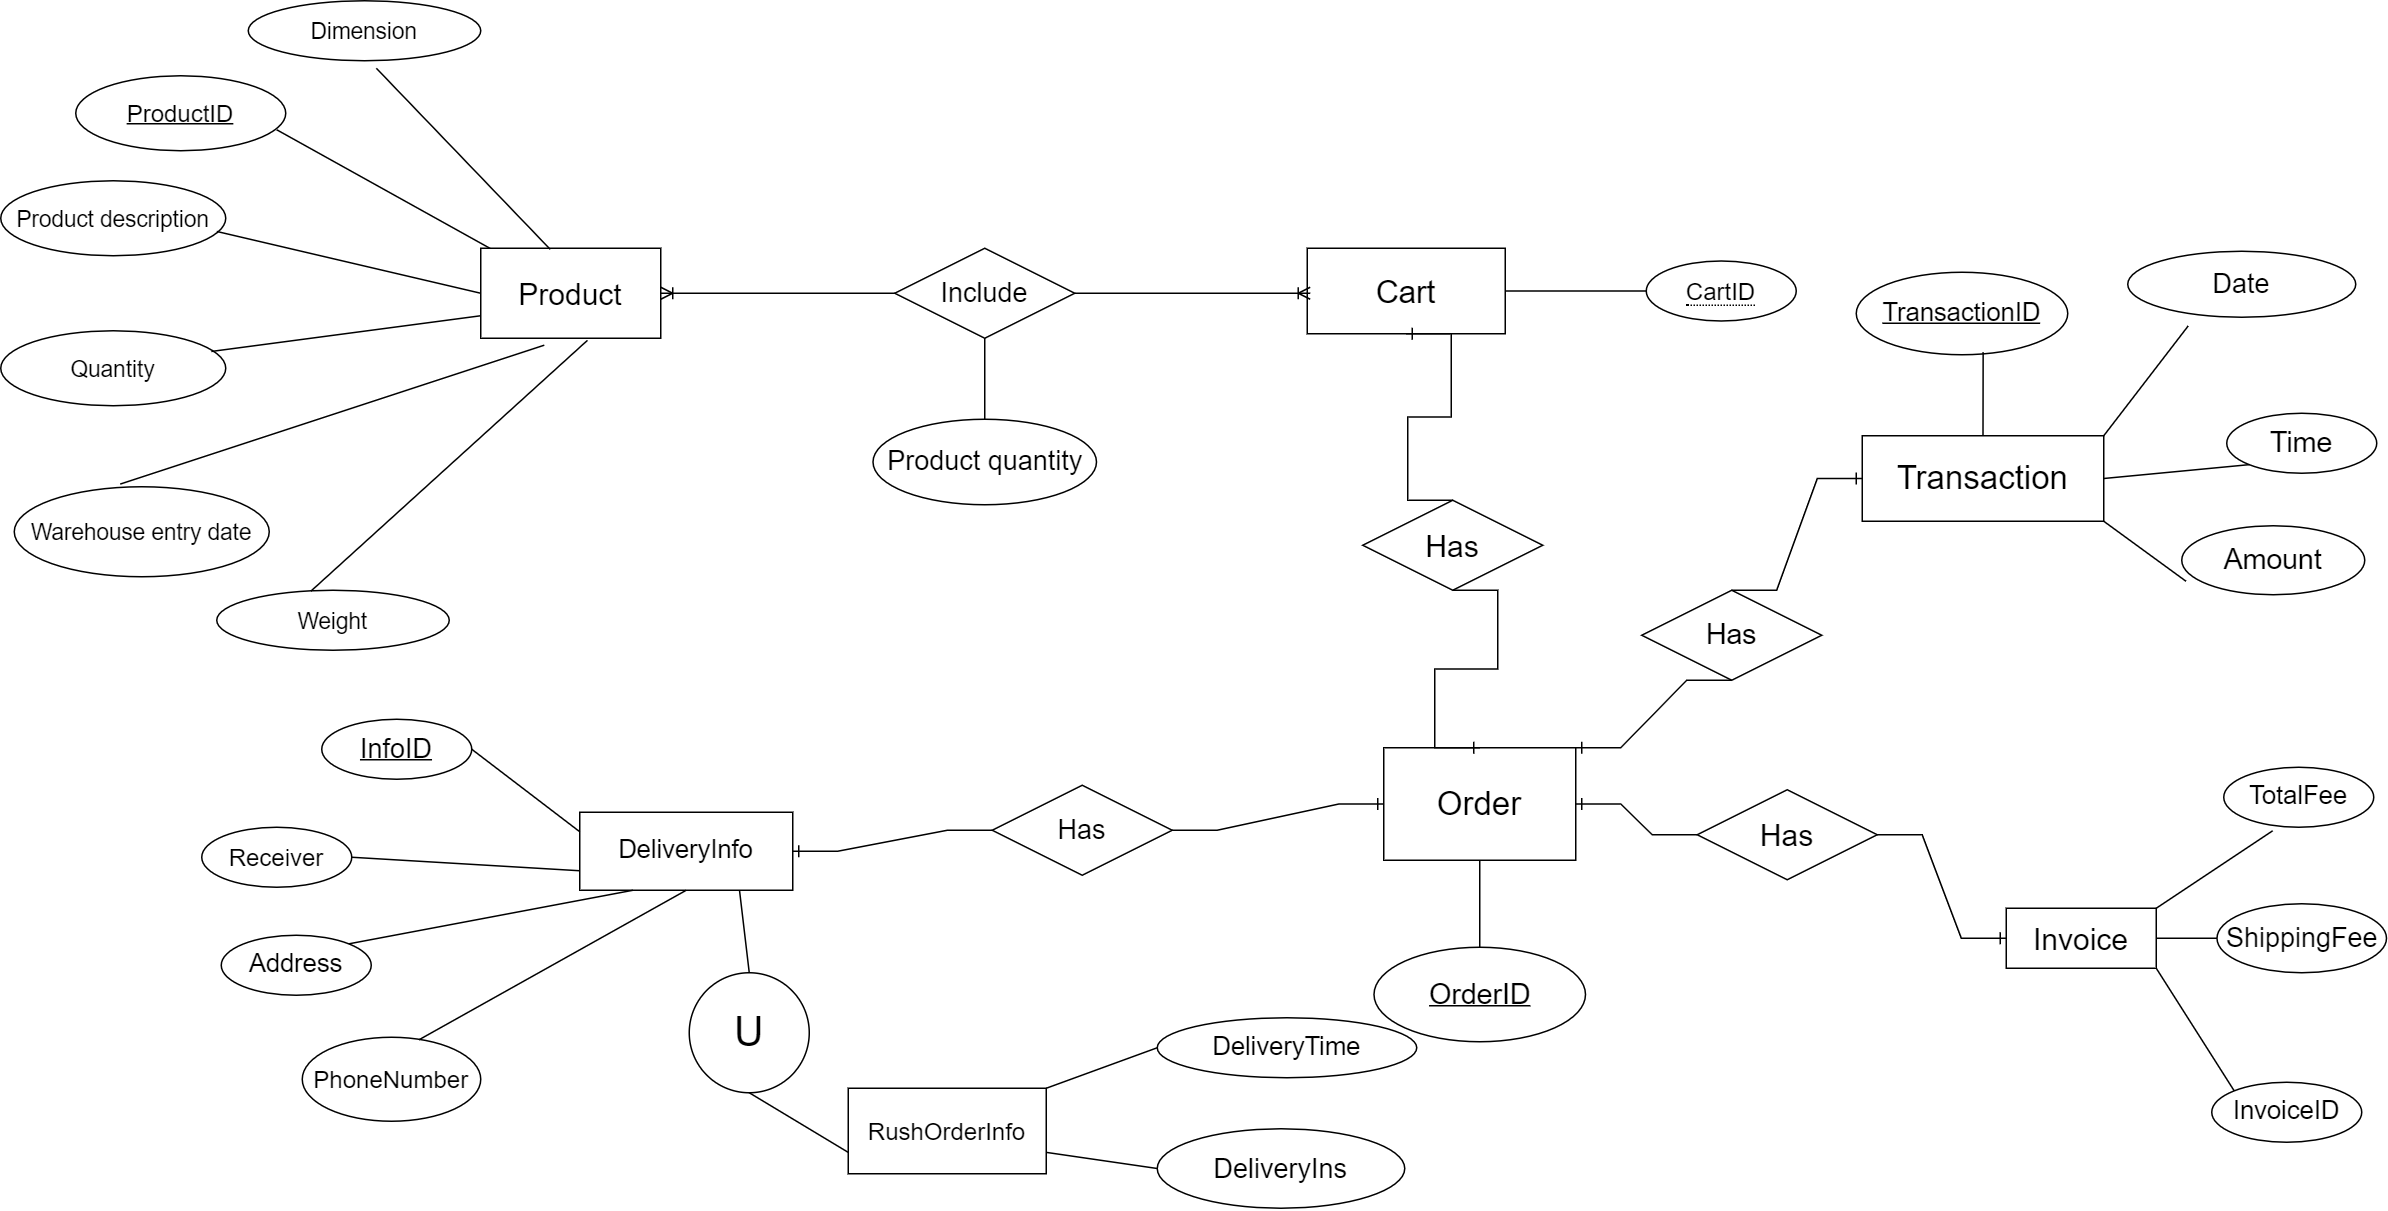 Dimension
ProductID
Product description
Quantity
Warehouse entry date
Weight
Product
Include
Product quantity
Cart
CartID
TransactionID
Date
Time
Amount
Transaction
Has
Has
InfoID
Receiver
Address
PhoneNumber
DeliveryInfo
Has
Order
Has
OrderID
TotalFee
ShippingFee
InvoiceID
Invoice
U
RushOrderInfo
DeliveryTime
DeliveryIns